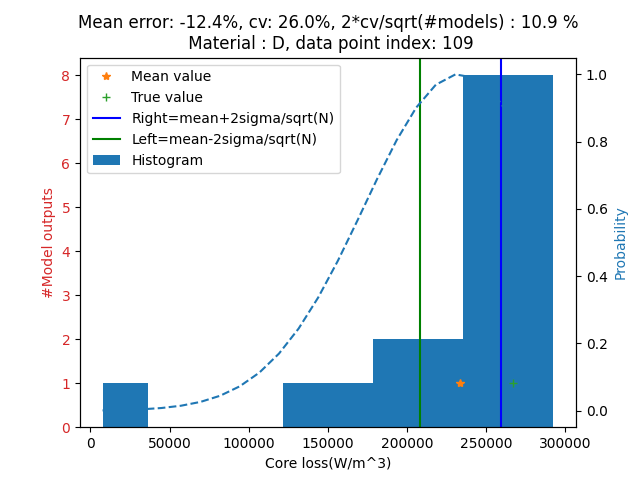 Mean error: -12.4%, cv: 26.0%, 2*cv/sqrt(#models) : 10.9 %
Material : D, data point index: 109
Mean value
True value
Right=mean+2sigma/sqrt(N)
Left=mean-2sigma/sqrt(N)
Histogram
#Model outputs
8
7
6
5
4
3
2
1
0
1.0
0.8
0.6
0.4
0.2
0.0
Probability
0
50000
100000
150000
200000
250000
300000
Core loss(W/m^3)